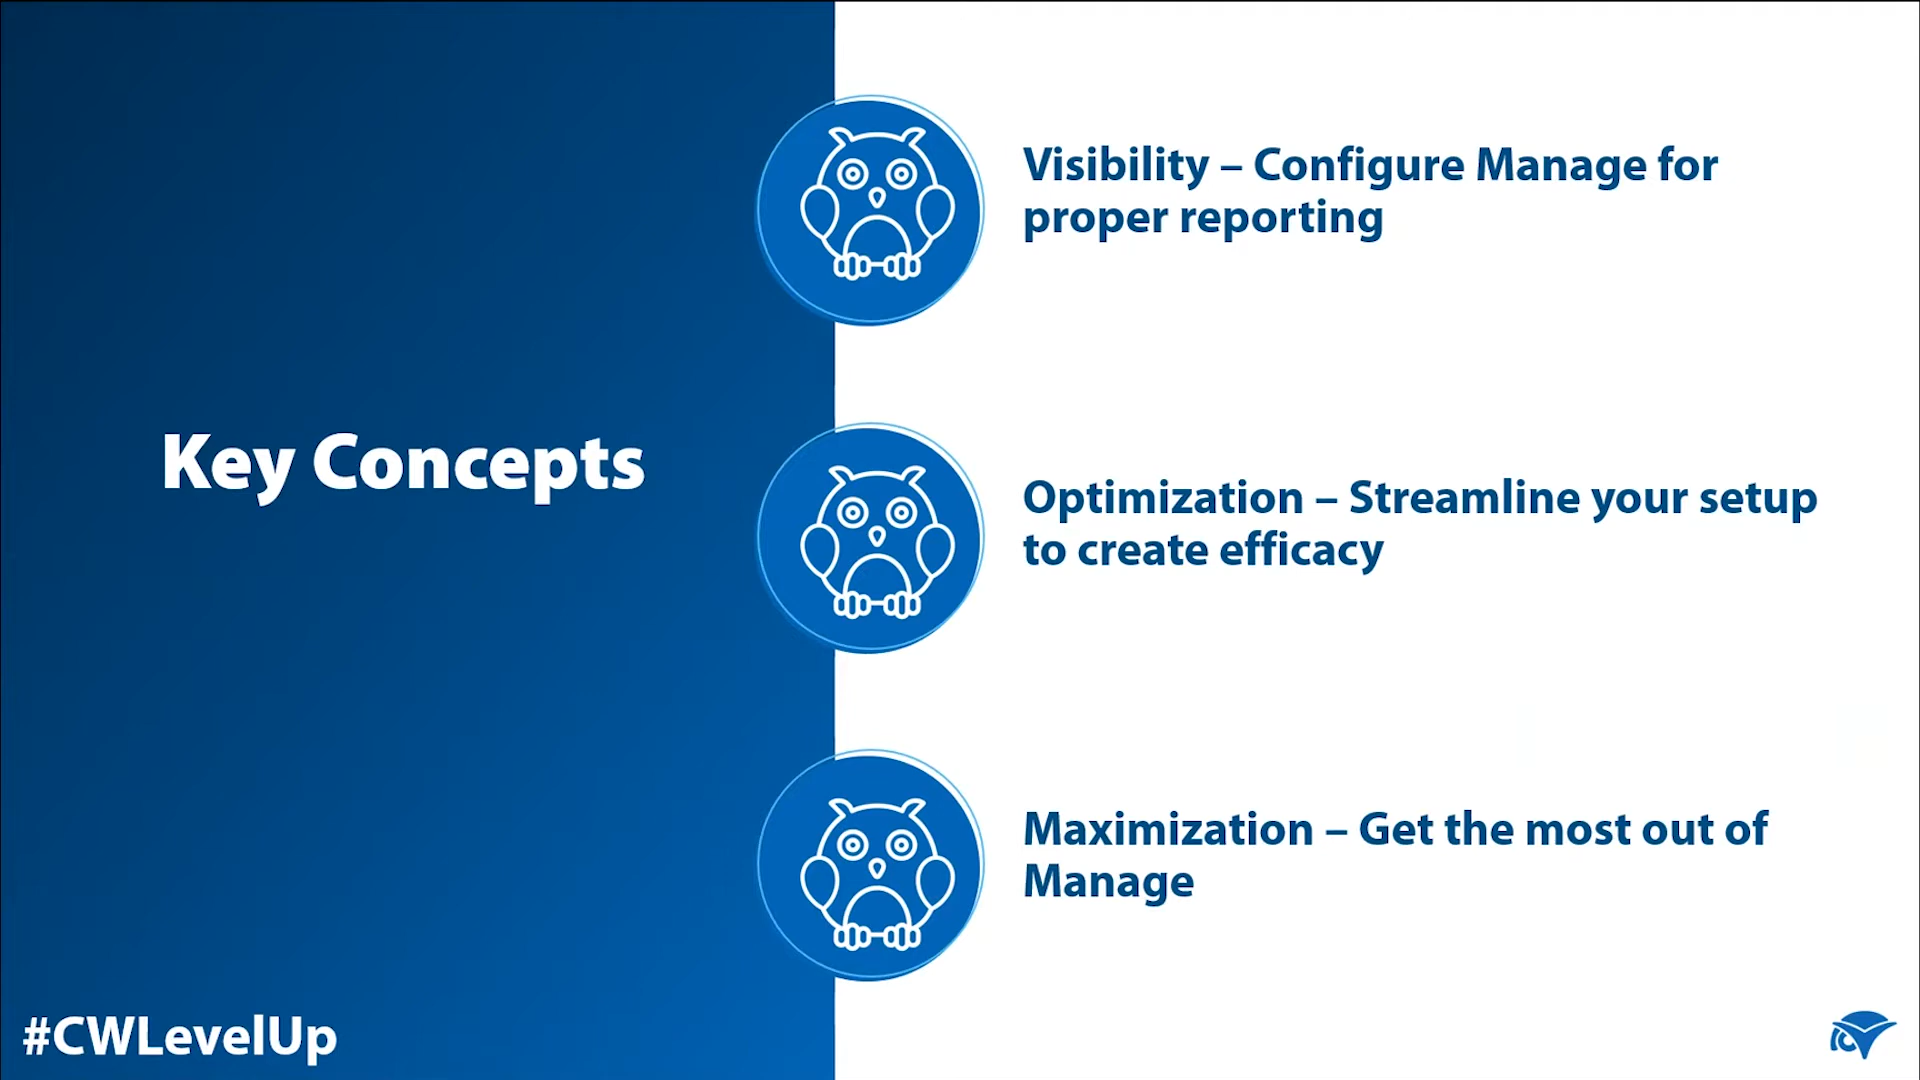 Key Concepts
Visibility – Configure Manage for
proper reporting
Optimization – Streamline your setup
to create efficacy
Maximization – Get the most out of
Manage
#CWLevelUp